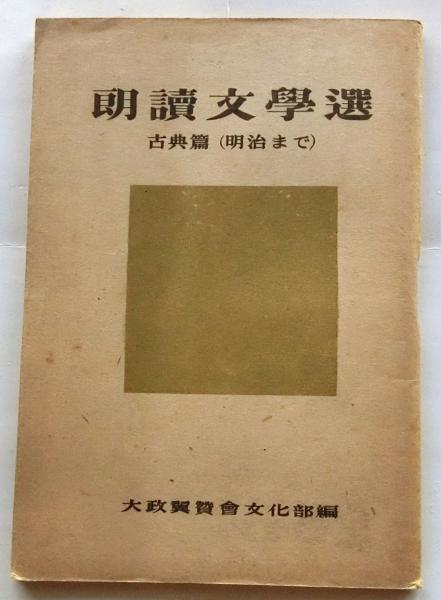 朗讀文學選
古典篇 (明治まで)
大政翼贊會文化部編